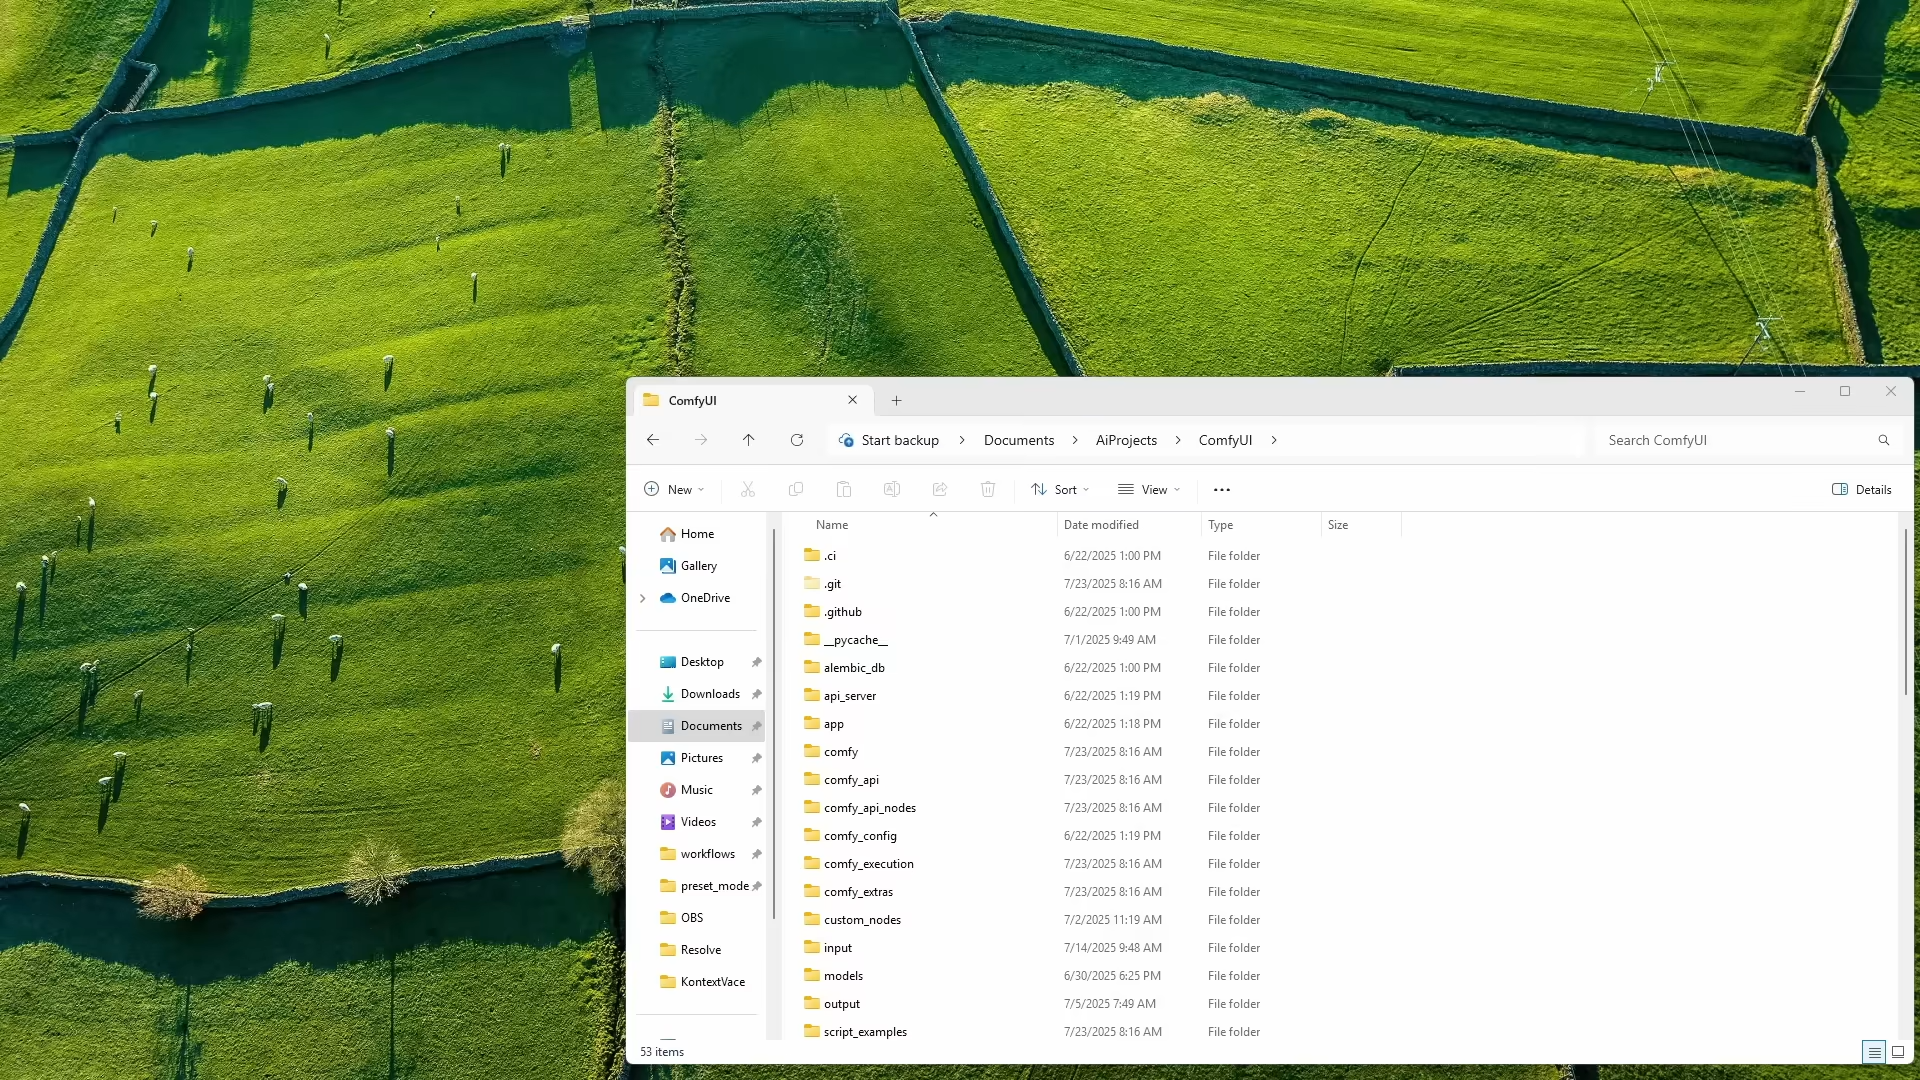 ComfyUI
Start backup > Documents > AiProjects > ComfyUI >
Search ComfyUI
New
Sort
View
Details
Home
Gallery
OneDrive
Desktop
Downloads
Documents
Pictures
Music
Videos
workflows
preset_mode
OBS
Resolve
KontextVace
Name Date modified Type Size
.ci 6/22/2025 1:00 PM File folder
.git 7/23/2025 8:16 AM File folder
.github 6/22/2025 1:00 PM File folder
__pycache__ 7/1/2025 9:49 AM File folder
alembic_db 6/22/2025 1:00 PM File folder
api_server 6/22/2025 1:19 PM File folder
app 6/22/2025 1:18 PM File folder
comfy 7/23/2025 8:16 AM File folder
comfy_api 7/23/2025 8:16 AM File folder
comfy_api_nodes 7/23/2025 8:16 AM File folder
comfy_config 6/22/2025 1:19 PM File folder
comfy_execution 7/23/2025 8:16 AM File folder
comfy_extras 7/23/2025 8:16 AM File folder
custom_nodes 7/2/2025 11:19 AM File folder
input 7/14/2025 9:48 AM File folder
models 6/30/2025 6:25 PM File folder
output 7/5/2025 7:49 AM File folder
script_examples 7/23/2025 8:16 AM File folder
53 items